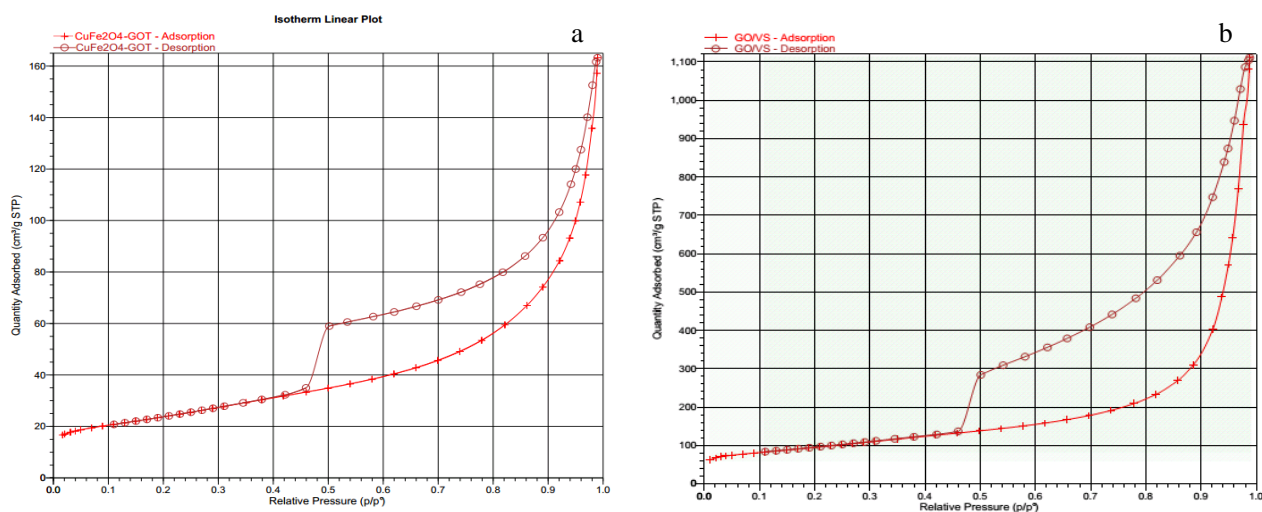 Isotherm Linear Plot
CuFe2O4-GOT - Adsorption
CuFe2O4-GOT - Desorption
a
160
140
120
100
80
60
40
20
0
Quantity Adsorbed (cm³/g STP)
0.0 0.1 0.2 0.3 0.4 0.5 0.6 0.7 0.8 0.9 1.0
Relative Pressure (p/p°)
GO/VS - Adsorption
GO/VS - Desorption
b
1,100
1,000
900
800
700
600
500
400
300
200
100
0
Quantity Adsorbed (cm³/g STP)
0.0 0.1 0.2 0.3 0.4 0.5 0.6 0.7 0.8 0.9 1.0
Relative Pressure (p/p°)